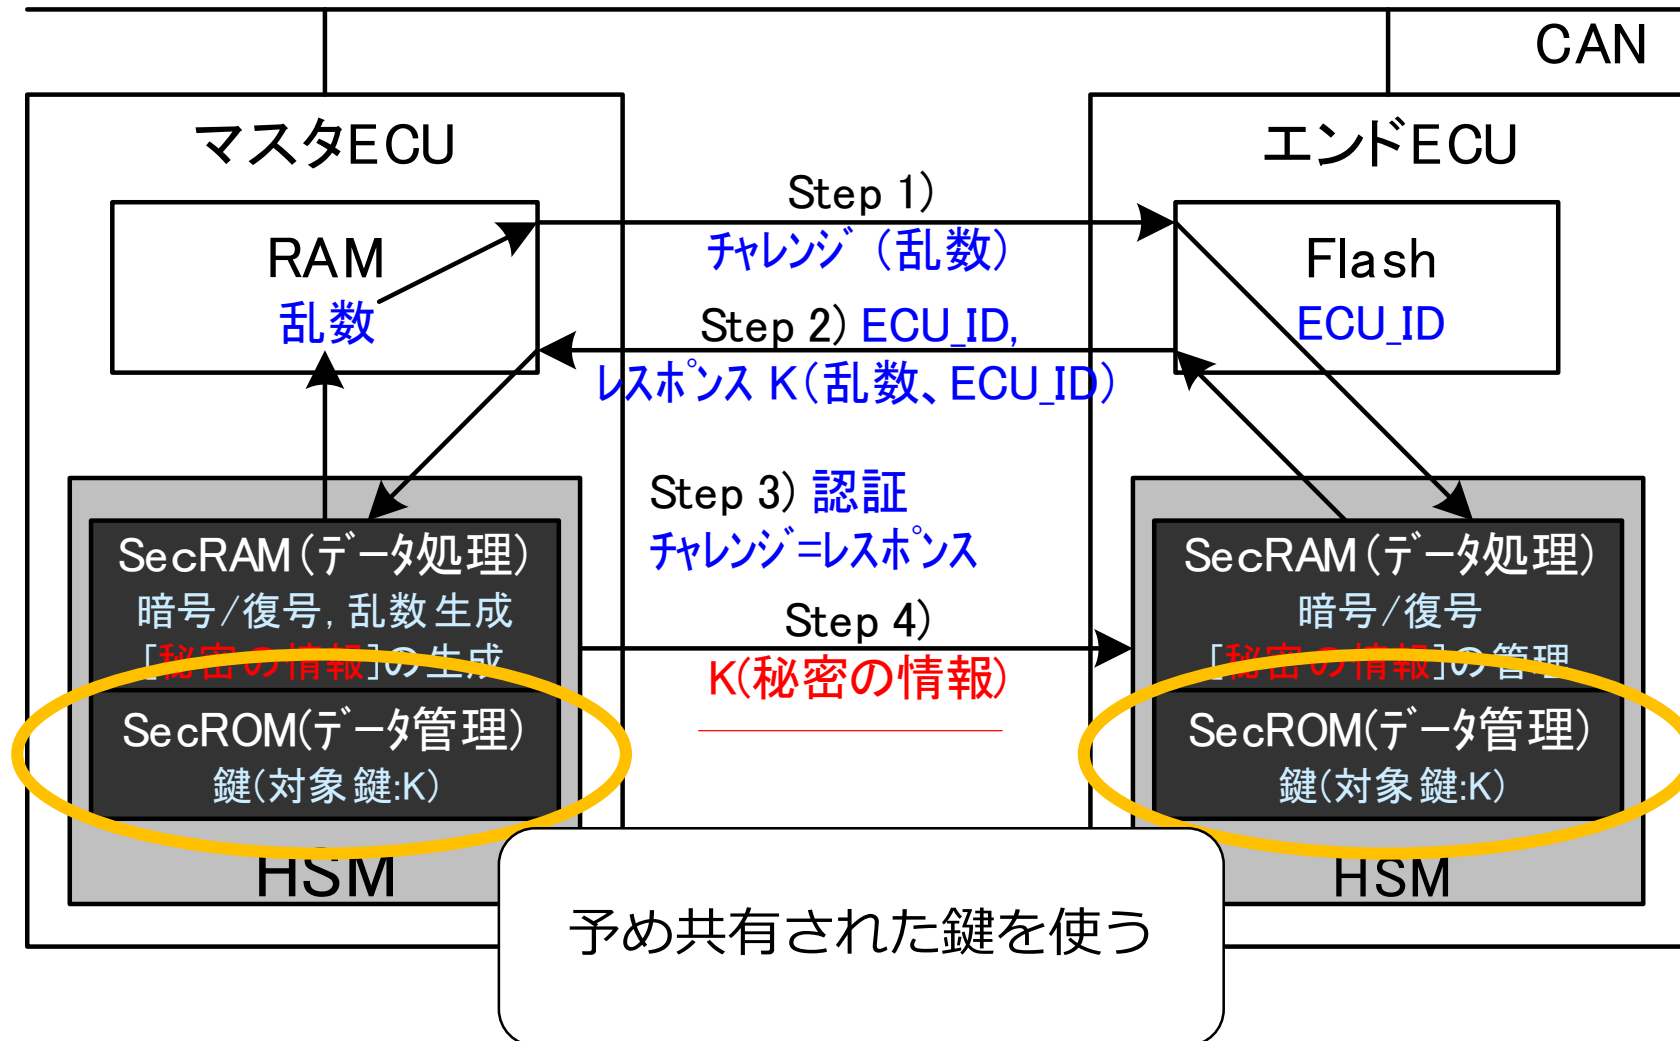 CAN
マスタECU
エンドECU
RAM
乱数
Step 1)
チャレンジ（乱数）
Flash
ECU_ID
Step 2) ECU_ID,
レスポンス K（乱数、ECU_ID）
Step 3) 認証
チャレンジ=レスポンス
SecRAM(データ処理)
暗号/復号, 乱数生成
[秘密の情報]の生成
SecROM(データ管理)
鍵(対象鍵:K)
HSM
Step 4)
K(秘密の情報)
SecRAM(データ処理)
暗号/復号
[秘密の情報]の管理
SecROM(データ管理)
鍵(対象鍵:K)
HSM
予め共有された鍵を使う